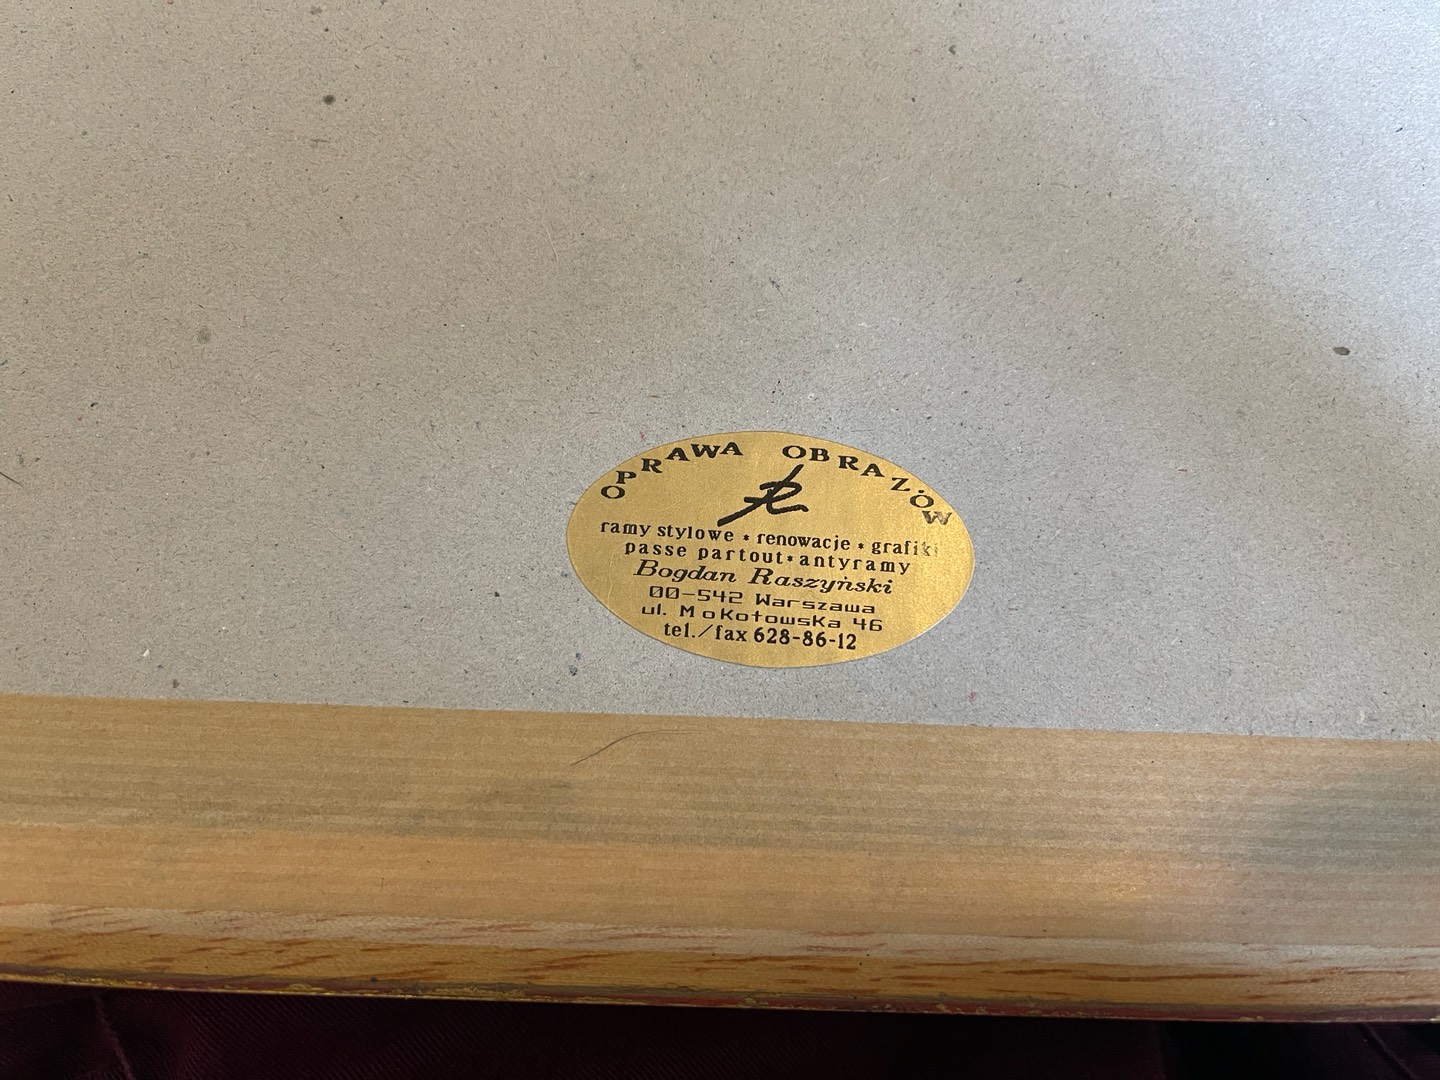 OPRAWA OBRAZÓW
ramy stylowe * renowacje * grafiki
passe partout * antyramy
Bogdan Raszyński
00-542 Warszawa
ul. Mokotowska 46
tel./fax 628-86-12